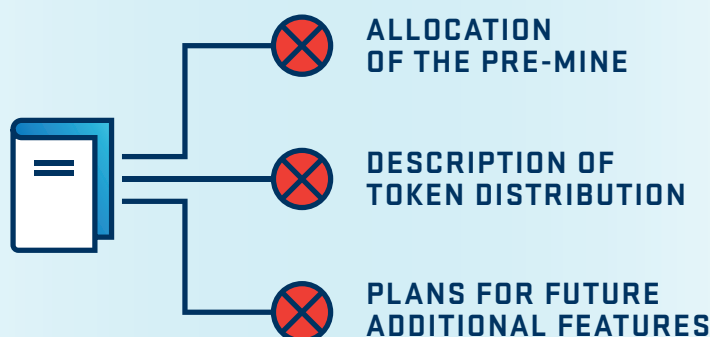 ALLOCATION
OF THE PRE-MINE
DESCRIPTION OF
TOKEN DISTRIBUTION
PLANS FOR FUTURE
ADDITIONAL FEATURES